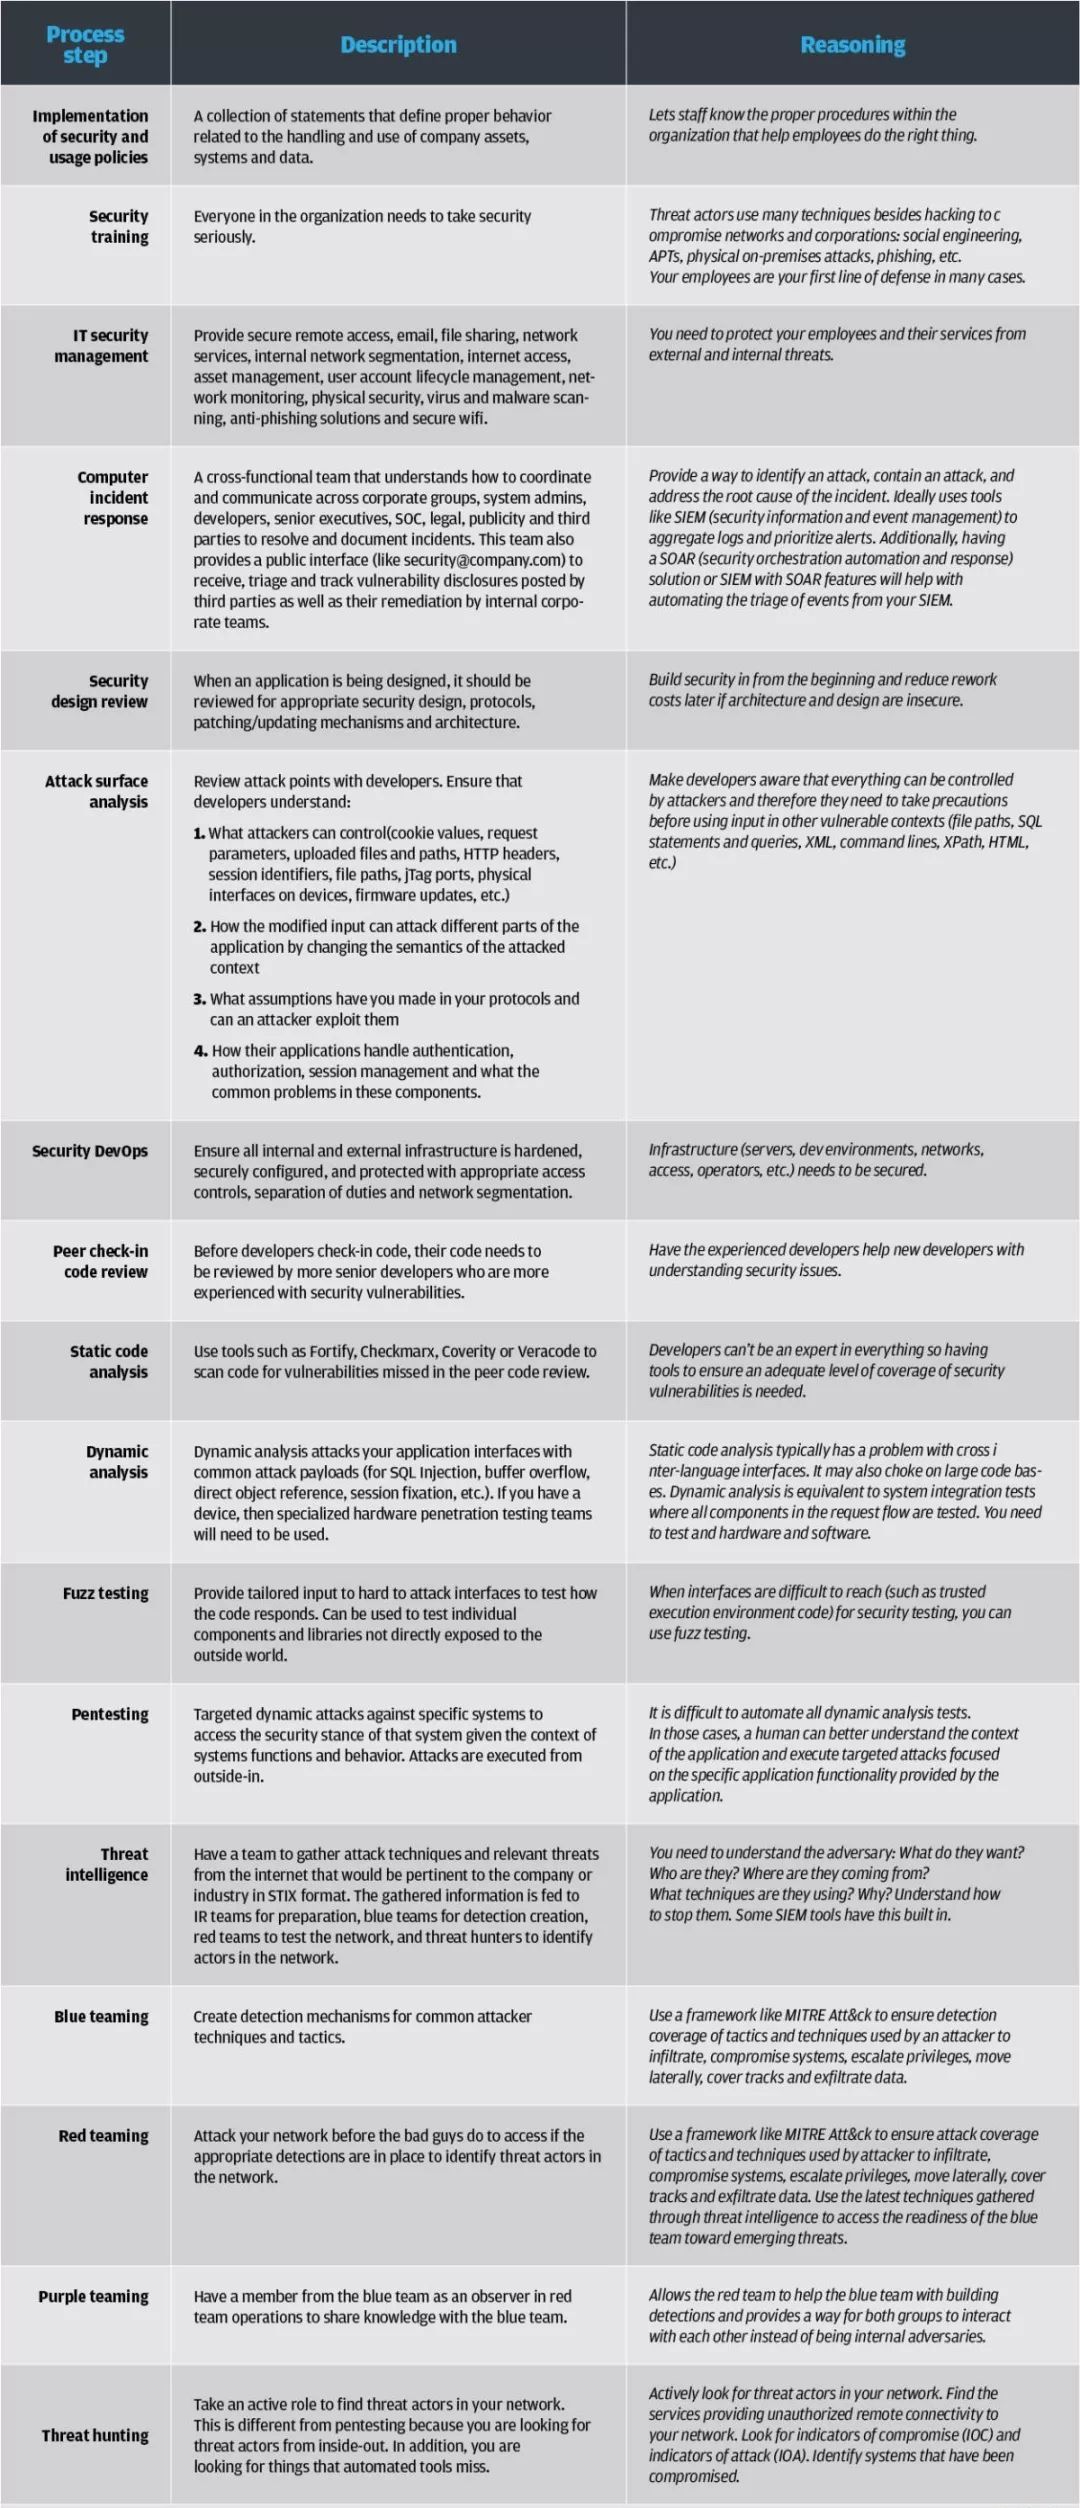 Process
step
Description
Reasoning
Implementation
of security and
usage policies
A collection of statements that define proper behavior
related to the handling and use of company assets,
systems and data.
Lets staff know the proper procedures within the
organization that help employees do the right thing.
Security
training
Everyone in the organization needs to take security
seriously.
Threat actors use many techniques besides hacking to c
ompromise networks and corporations: social engineering,
APTs, physical on-premises attacks, phishing, etc.
Your employees are your first line of defense in many cases.
IT security
management
Provide secure remote access, email, file sharing, network
services, internal network segmentation, internet access,
asset management, user account lifecycle management, net-
work monitoring, physical security, virus and malware scan-
ning, anti-phishing solutions and secure wifi.
You need to protect your employees and their services from
external and internal threats.
Computer
incident
response
A cross-functional team that understands how to coordinate
and communicate across corporate groups, system admins,
developers, senior executives, SOC, legal, publicity and third
parties to resolve and document incidents. This team also
provides a public interface (like security@company.com) to
receive, triage and track vulnerability disclosures posted by
third parties as well as their remediation by internal corpo-
rate teams.
Provide a way to identify an attack, contain an attack, and
address the root cause of the incident. Ideally uses tools
like SIEM (security information and event management) to
aggregate logs and prioritize alerts. Additionally, having
a SOAR (security orchestration automation and response)
solution or SIEM with SOAR features will help with
automating the triage of events from your SIEM.
Security
design review
When an application is being designed, it should be
reviewed for appropriate security design, protocols,
patching/updating mechanisms and architecture.
Build security in from the beginning and reduce rework
costs later if architecture and design are insecure.
Attack surface
analysis
Review attack points with developers. Ensure that
developers understand:
1. What attackers can control(cookie values, request
parameters, uploaded files and paths, HTTP headers,
session identifiers, file paths, jTag ports, physical
interfaces on devices, firmware updates, etc.)
2. How the modified input can attack different parts of the
application by changing the semantics of the attacked
context
3. What assumptions have you made in your protocols and
can an attacker exploit them
4. How their applications handle authentication,
authorization, session management and what the
common problems in these components.
Make developers aware that everything can be controlled
by attackers and therefore they need to take precautions
before using input in other vulnerable contexts (file paths, SQL
statements and queries, XML, command lines, XPath, HTML,
etc.)
Security DevOps
Ensure all internal and external infrastructure is hardened,
securely configured, and protected with appropriate access
controls, separation of duties and network segmentation.
Infrastructure (servers, dev environments, networks,
access, operators, etc.) needs to be secured.
Peer check-in
code review
Before developers check-in code, their code needs to
be reviewed by more senior developers who are more
experienced with security vulnerabilities.
Have the experienced developers help new developers with
understanding security issues.
Static code
analysis
Use tools such as Fortify, Checkmarx, Coverity or Veracode to
scan code for vulnerabilities missed in the peer code review.
Developers can't be an expert in everything so having
tools to ensure an adequate level of coverage of security
vulnerabilities is needed.
Dynamic
analysis
Dynamic analysis attacks your application interfaces with
common attack payloads (for SQL Injection, buffer overflow,
direct object reference, session fixation, etc.). If you have a
device, then specialized hardware penetration testing teams
will need to be used.
Static code analysis typically has a problem with cross i
nter-language interfaces. It may also choke on large code bas-
es. Dynamic analysis is equivalent to system integration tests
where all components in the request flow are tested. You need
to test and hardware and software.
Fuzz testing
Provide tailored input to hard to attack interfaces to test how
the code responds. Can be used to test individual
components and libraries not directly exposed to the
outside world.
When interfaces are difficult to reach (such as trusted
execution environment code) for security testing, you can
use fuzz testing.
Pentesting
Targeted dynamic attacks against specific systems to
access the security stance of that system given the context of
systems functions and behavior. Attacks are executed from
outside-in.
It is difficult to automate all dynamic analysis tests.
In those cases, a human can better understand the context
of the application and execute targeted attacks focused
on the specific application functionality provided by the
application.
Threat
intelligence
Have a team to gather attack techniques and relevant threats
from the internet that would be pertinent to the company or
industry in STIX format. The gathered information is fed to
IR teams for preparation, blue teams for detection creation,
red teams to test the network, and threat hunters to identify
actors in the network.
You need to understand the adversary: What do they want?
Who are they? Where are they coming from?
What techniques are they using? Why? Understand how
to stop them. Some SIEM tools have this built in.
Blue teaming
Create detection mechanisms for common attacker
techniques and tactics.
Use a framework like MITRE Att&ck to ensure detection
coverage of tactics and techniques used by an attacker to
infiltrate, compromise systems, escalate privileges, move
laterally, cover tracks and exfiltrate data.
Red teaming
Attack your network before the bad guys do to access if the
appropriate detections are in place to identify threat actors in
the network.
Use a framework like MITRE Att&ck to ensure attack coverage
of tactics and techniques used by attacker to infiltrate,
compromise systems, escalate privileges, move laterally, cover
tracks and exfiltrate data. Use the latest techniques gathered
through threat intelligence to access the readiness of the blue
team toward emerging threats.
Purple teaming
Have a member from the blue team as an observer in red
team operations to share knowledge with the blue team.
Allows the red team to help the blue team with building
detections and provides a way for both groups to interact
with each other instead of being internal adversaries.
Threat hunting
Take an active role to find threat actors in your network.
This is different from pentesting because you are looking for
threat actors from inside-out. In addition, you are
looking for things that automated tools miss.
Actively look for threat actors in your network. Find the
services providing unauthorized remote connectivity to
your network. Look for indicators of compromise (IOC) and
indicators of attack (IOA). Identify systems that have been
compromised.